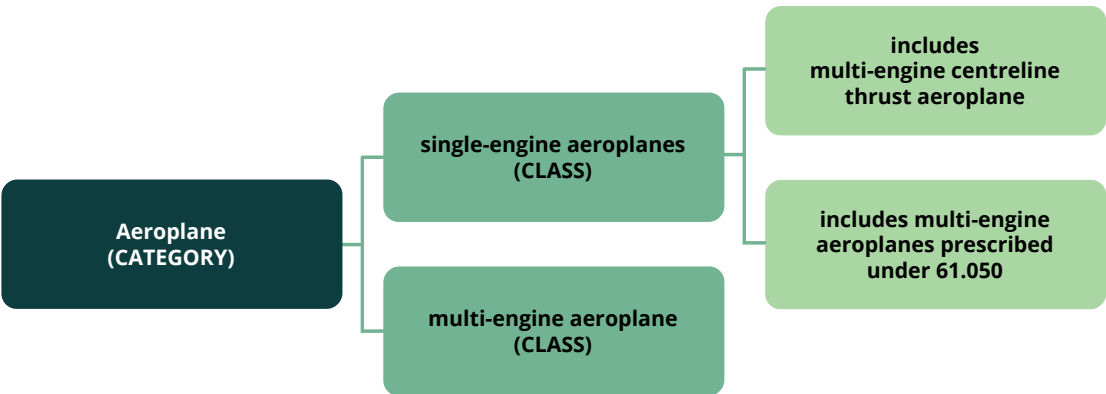 Aeroplane
(CATEGORY)
single-engine aeroplanes
(CLASS)
multi-engine aeroplane
(CLASS)
includes
multi-engine centreline
thrust aeroplane
includes multi-engine
aeroplanes prescribed
under 61.050